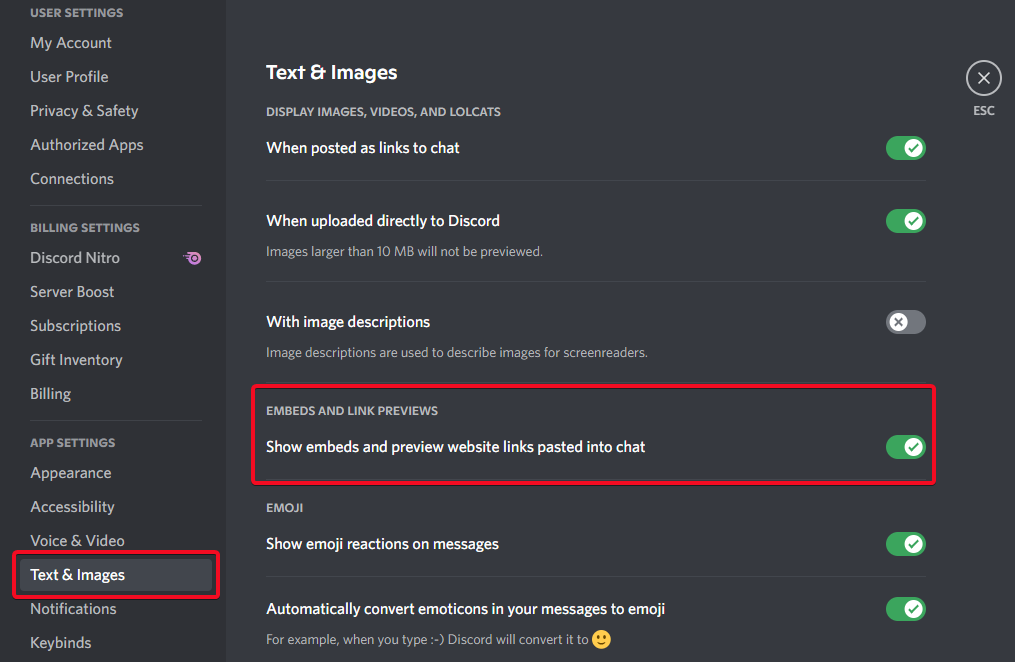 USER SETTINGS
My Account
User Profile
Privacy & Safety
Authorized Apps
Connections
BILLING SETTINGS
Discord Nitro
Server Boost
Subscriptions
Gift Inventory
Billing
APP SETTINGS
Appearance
Accessibility
Voice & Video
Text & Images
Notifications
Keybinds
Text & Images
ESC
DISPLAY IMAGES, VIDEOS, AND LOLCATS
When posted as links to chat
When uploaded directly to Discord
Images larger than 10 MB will not be previewed.
With image descriptions
Image descriptions are used to describe images for screenreaders.
EMBEDS AND LINK PREVIEWS
Show embeds and preview website links pasted into chat
EMOJI
Show emoji reactions on messages
Automatically convert emoticons in your messages to emoji
For example, when you type :-) Discord will convert it to 🙂